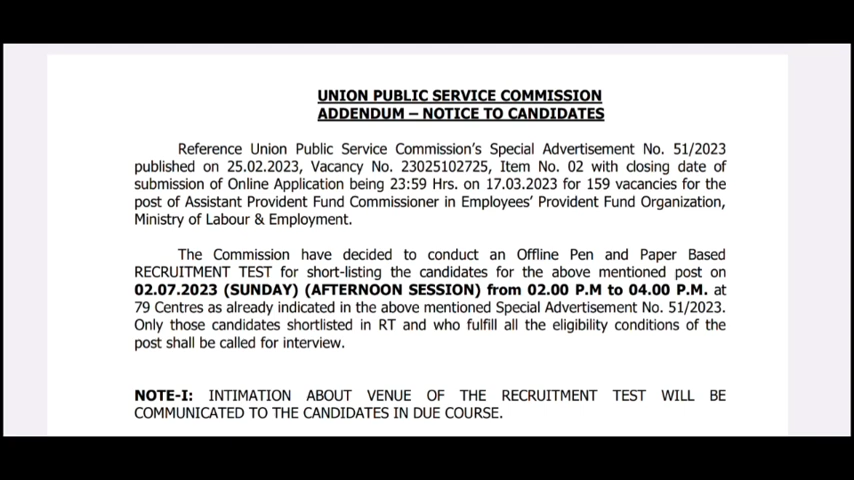 UNION PUBLIC SERVICE COMMISSION
ADDENDUM – NOTICE TO CANDIDATES
Reference Union Public Service Commission's Special Advertisement No. 51/2023
published on 25.02.2023, Vacancy No. 23025102725, Item No. 02 with closing date of
submission of Online Application being 23:59 Hrs. on 17.03.2023 for 159 vacancies for the
post of Assistant Provident Fund Commissioner in Employees' Provident Fund Organization,
Ministry of Labour & Employment.
The Commission have decided to conduct an Offline Pen and Paper Based
RECRUITMENT TEST for short-listing the candidates for the above mentioned post on
02.07.2023 (SUNDAY) (AFTERNOON SESSION) from 02.00 P.M to 04.00 P.M. at
79 Centres as already indicated in the above mentioned Special Advertisement No. 51/2023.
Only those candidates shortlisted in RT and who fulfill all the eligibility conditions of the
post shall be called for interview.
NOTE-I: INTIMATION ABOUT VENUE OF THE RECRUITMENT TEST WILL BE
COMMUNICATED TO THE CANDIDATES IN DUE COURSE.